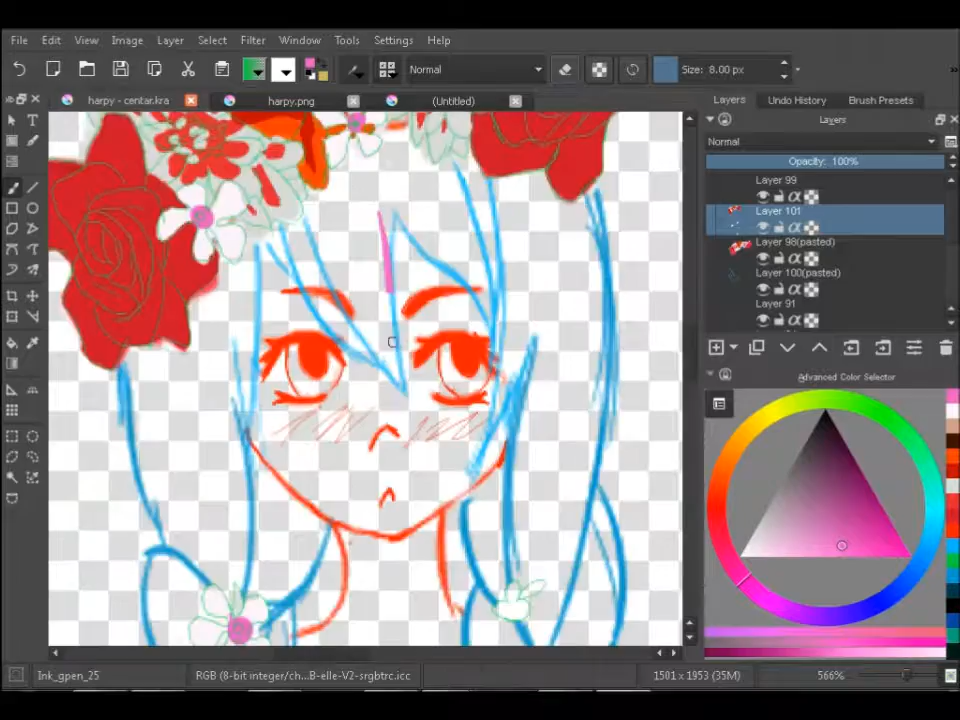 File Edit View Image Layer Select Filter Window Tools Settings Help
Normal Size: 8.00 px
harpy - centar.kra harpy.png (Untitled)
Layers Undo History Brush Presets
Layers
Normal
Opacity: 100%
Layer 99
Layer 101
Layer 98(pasted)
Layer 100(pasted)
Layer 91
Advanced Color Selector
Ink_gpen_25 RGB (8-bit integer/ch...B-elle-V2-srgbtrc.icc 1501 x 1953 (35M) 566%